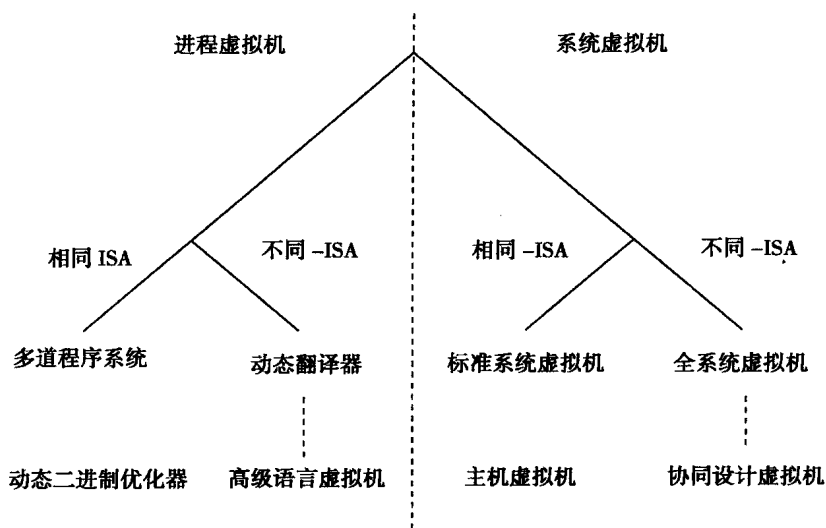 进程虚拟机
系统虚拟机
相同 ISA
不同 –ISA
相同 –ISA
不同 –ISA
多道程序系统
动态翻译器
标准系统虚拟机
全系统虚拟机
动态二进制优化器
高级语言虚拟机
主机虚拟机
协同设计虚拟机